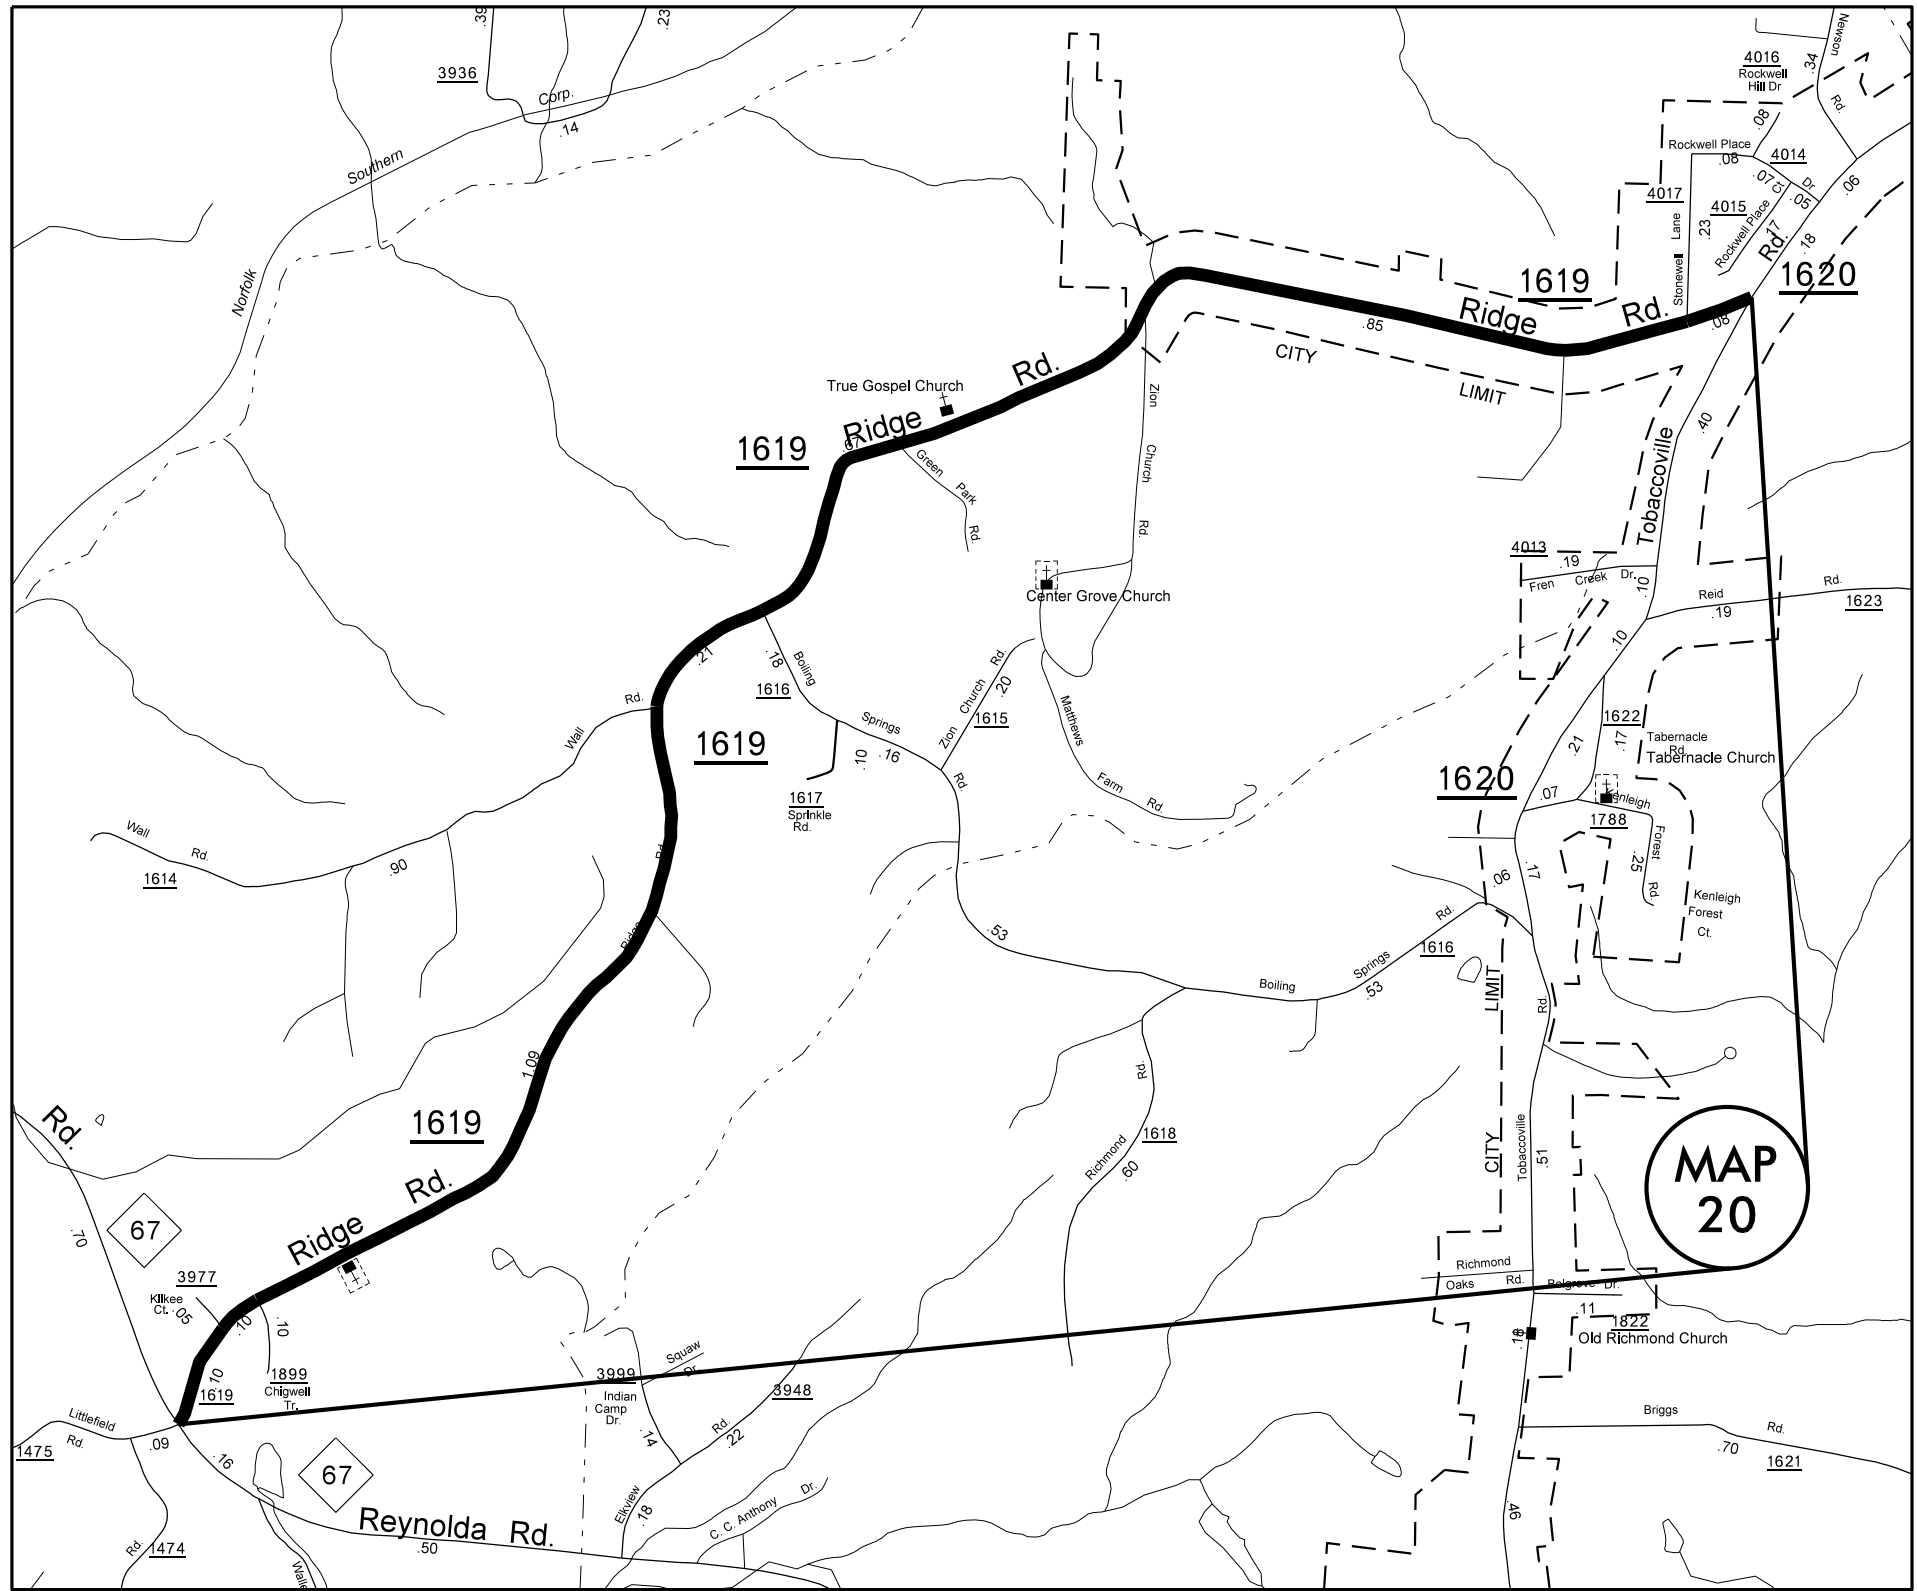 .39
.23
3936
Corp.
.14
Southern
Norfolk
Newson
.34
Rd.
4016
Rockwell
Hill Dr
.08
Rockwell Place
.08
4014
Dr
.07
Ct
.05
.06
4017
4015
Stonewell Lane
.23
Rockwell Place
.17
Rd.
.18
1620
1619
Ridge Rd.
.08
.85
CITY
LIMIT
True Gospel Church
Ridge Rd.
.67
1619
Green
Park
Rd.
Zion
Church
Rd.
Tobaccoville
.40
4013
.19
Fren Creek Dr.
.10
Reid Rd.
.19
1623
.10
Center Grove Church
.21
.18
Boiling
1616
Zion Church Rd.
.20
1615
Matthews
Farm
Rd.
Wall Rd.
1619
Springs
.16
Rd.
.10
1617
Sprinkle
Rd.
1622
.21
.17
Tabernacle
Rd.
Tabernacle Church
1620
.07
Kenleigh
1788
Forest
.25
Rd.
.17
.06
Kenleigh
Forest
Ct.
Wall
Rd.
1614
.90
Rd.
Ridge
.53
Boiling
Springs
Rd.
1616
.53
LIMIT
Rd.
1.09
Rd.
1618
Richmond
.60
CITY
Tobaccoville
.51
MAP
20
1619
Ridge Rd.
Rd.
.70
67
3977
Kilkee
Ct.
.05
.10
.10
.10
1619
1899
Chigwell
Tr.
Richmond
Oaks Rd.
Belgrove Dr.
.11
1822
Old Richmond Church
Squaw
Dr.
3999
Indian
Camp
Dr.
3948
.14
Rd.
.22
Littlefield
Rd.
1475
.09
.16
67
Reynolda Rd.
.50
Elkview
.18
C. C. Anthony Dr.
Rd.
1474
Briggs
Rd.
.70
1621
.46